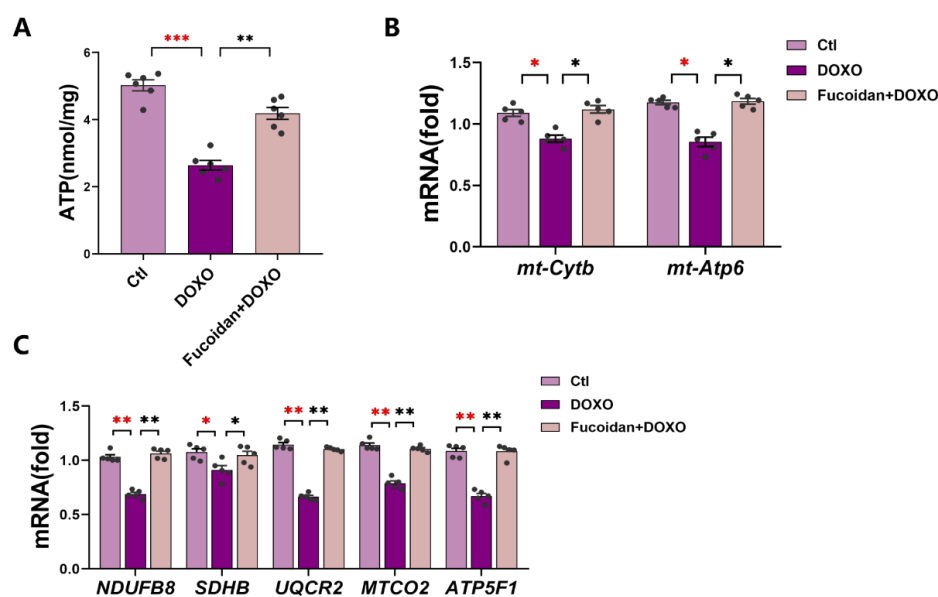 A
ATP(nmol/mg)
6
4
2
0
***
**
Ctl
DOXO
Fucoidan+DOXO
B
mRNA(fold)
1.5
1.0
0.5
0.0
*
*
*
*
mt-Cytb
mt-Atp6
Ctl
DOXO
Fucoidan+DOXO
C
mRNA(fold)
1.5
1.0
0.5
0.0
** **
* *
** **
** **
** **
NDUFB8 SDHB UQCR2 MTCO2 ATP5F1
Ctl
DOXO
Fucoidan+DOXO